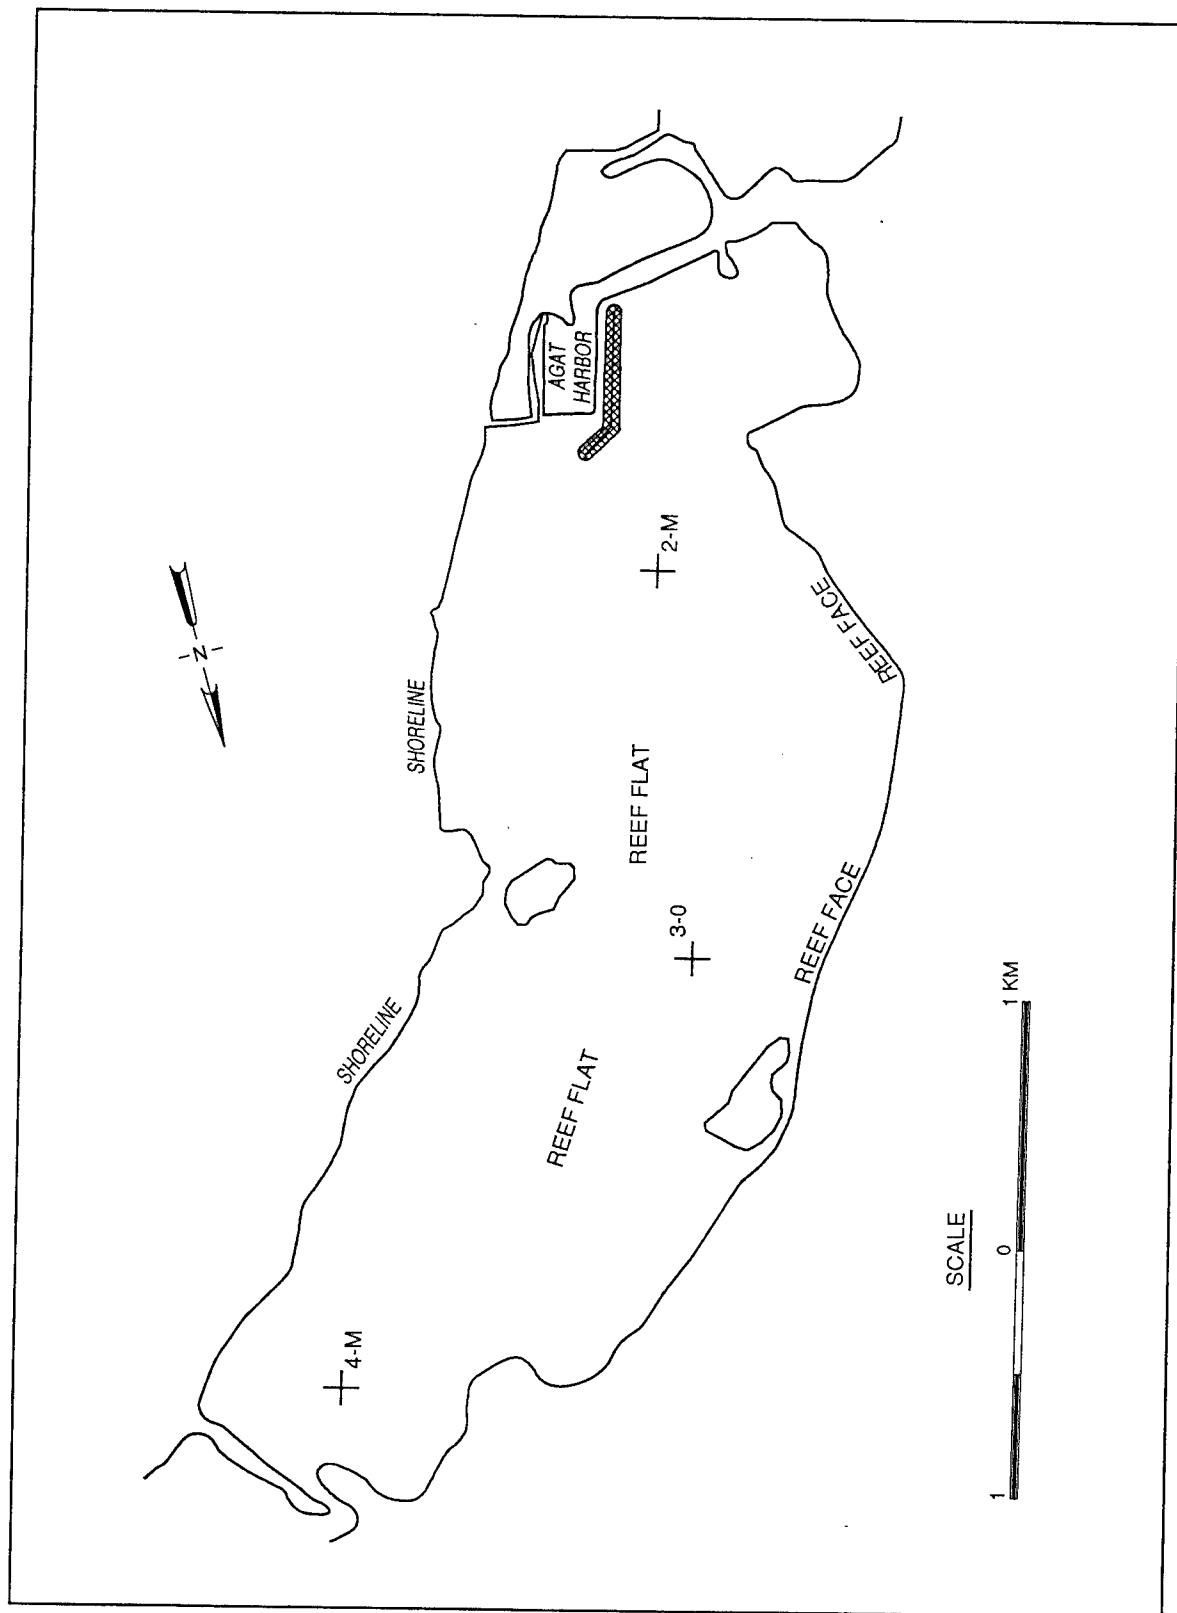 N
SHORELINE
SHORELINE
AGAT
HARBOR
2-M
REEF FLAT
REEF FACE
3-0
REEF FLAT
REEF FACE
4-M
SCALE
1
0
1 KM